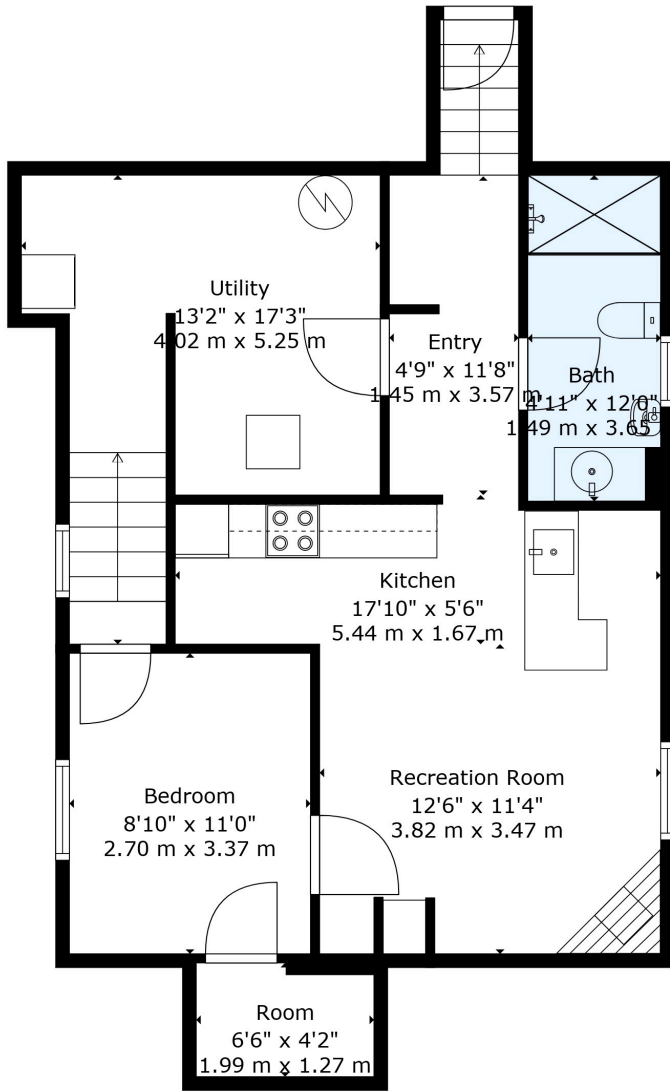 Utility
13'2" x 17'3"
4.02 m x 5.25 m
Entry
4'9" x 11'8"
1.45 m x 3.57 m
Bath
4'11" x 12'0"
1.49 m x 3.65
Kitchen
17'10" x 5'6"
5.44 m x 1.67 m
Bedroom
8'10" x 11'0"
2.70 m x 3.37 m
Recreation Room
12'6" x 11'4"
3.82 m x 3.47 m
Room
6'6" x 4'2"
1.99 m x 1.27 m